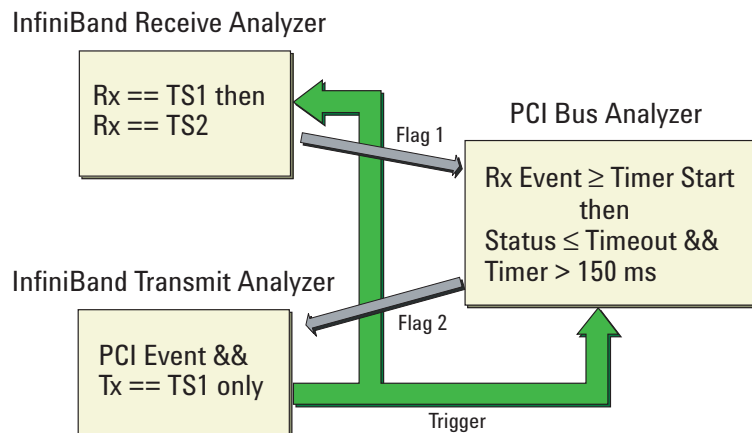 InfiniBand Receive Analyzer
Rx == TS1 then
Rx == TS2
Flag 1
PCI Bus Analyzer
Rx Event ≥ Timer Start
then
Status ≤ Timeout &&
Timer > 150 ms
InfiniBand Transmit Analyzer
Flag 2
PCI Event &&
Tx == TS1 only
Trigger